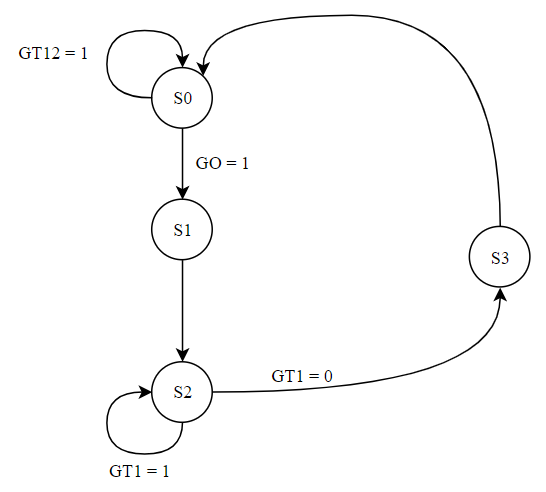 GT12 = 1
S0
GO = 1
S1
S3
GT1 = 0
S2
GT1 = 1